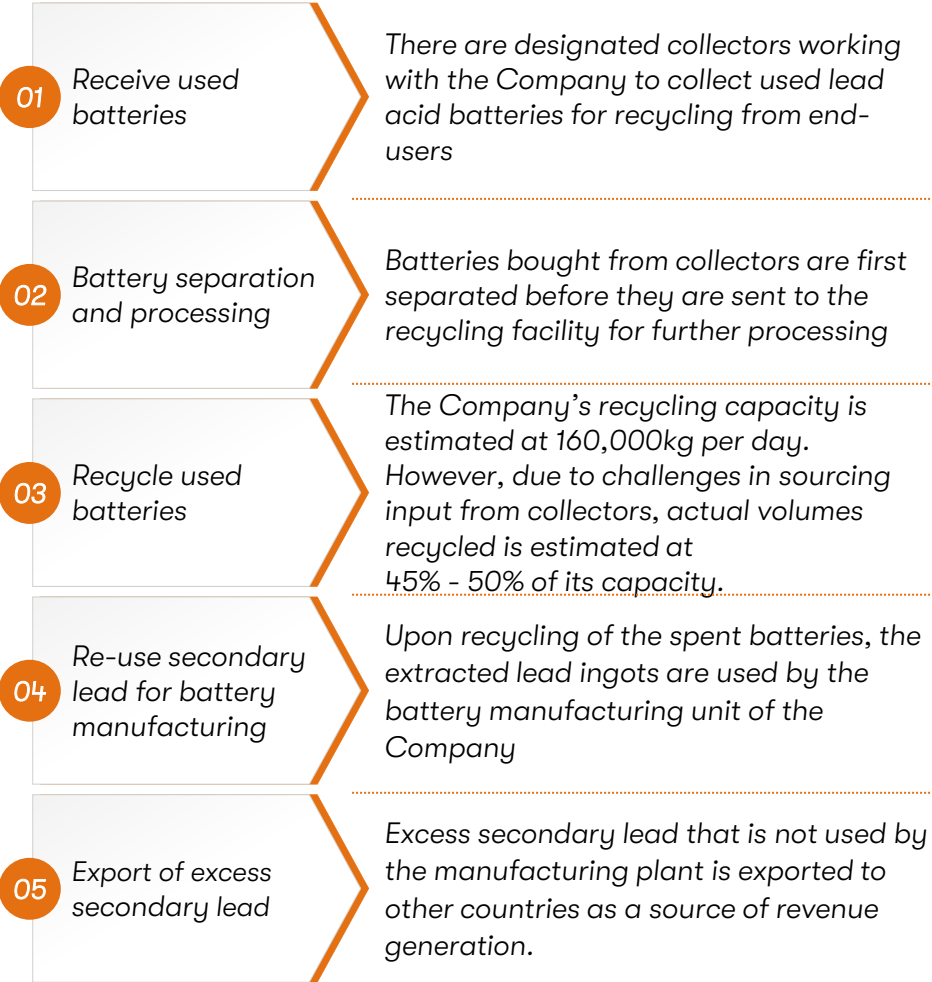 01
Receive used
batteries
There are designated collectors working
with the Company to collect used lead
acid batteries for recycling from end-
users
02
Battery separation
and processing
Batteries bought from collectors are first
separated before they are sent to the
recycling facility for further processing
03
Recycle used
batteries
The Company’s recycling capacity is
estimated at 160,000kg per day.
However, due to challenges in sourcing
input from collectors, actual volumes
recycled is estimated at
45% - 50% of its capacity.
04
Re-use secondary
lead for battery
manufacturing
Upon recycling of the spent batteries, the
extracted lead ingots are used by the
battery manufacturing unit of the
Company
05
Export of excess
secondary lead
Excess secondary lead that is not used by
the manufacturing plant is exported to
other countries as a source of revenue
generation.